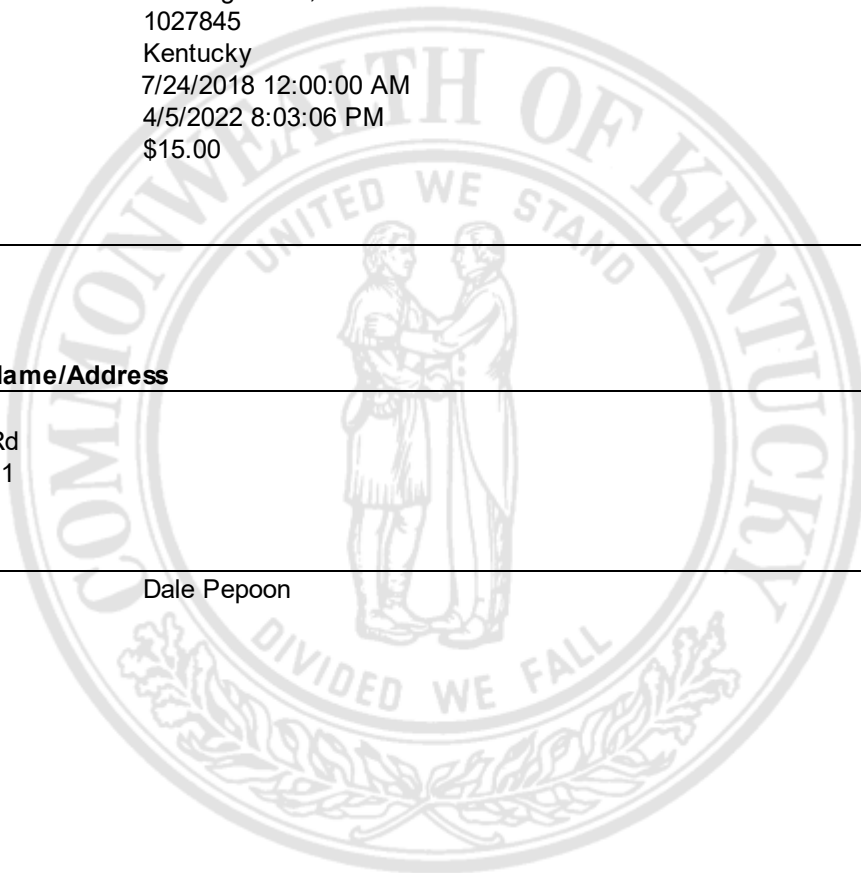 1027845
Kentucky
7/24/2018 12:00:00 AM
4/5/2022 8:03:06 PM
$15.00
COMMONWEALTH OF KENTUCKY
UNITED WE STAND
ame/Address
Rd
1
Dale Pepoon
DIVIDED WE FALL